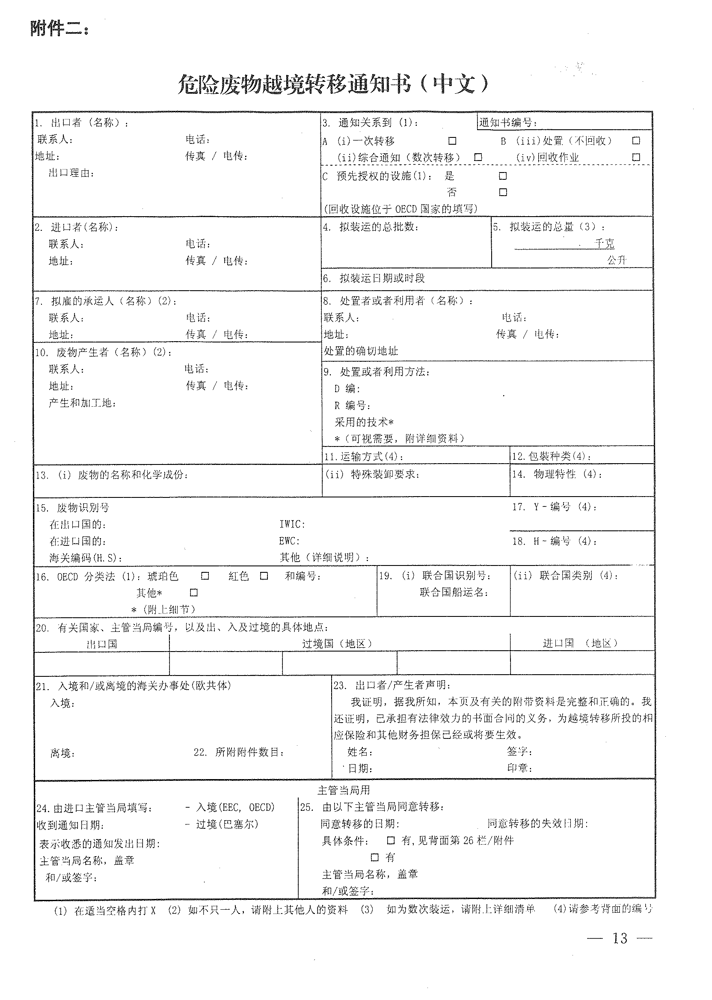 附件二：
危险废物越境转移通知书（中文）
1. 出口者（名称）：
联系人： 电话：
地址： 传真 / 电传：
出口理由：
3. 通知关系到 (1)： 通知书编号：
A (i)一次转移 □ B (iii)处置（不回收） □
(ii)综合通知（数次转移） □ (iv)回收作业 □
C 预先授权的设施(1)： 是 □
否 □
(回收设施位于 OECD 国家的填写)
2. 进口者(名称)：
联系人： 电话：
地址： 传真 / 电传：
4. 拟装运的总批数：
5. 拟装运的总量（3）：
千克
公升
6. 拟装运日期或时段
7. 拟雇的承运人（名称）(2)：
联系人： 电话：
地址： 传真 / 电传：
8. 处置者或者利用者（名称）：
联系人： 电话：
地址： 传真 / 电传：
处置的确切地址
10. 废物产生者（名称）(2)：
联系人： 电话：
地址： 传真 / 电传：
产生和加工地：
9. 处置或者利用方法：
D 编：
R 编号：
采用的技术*
*（可视需要，附详细资料）
11.运输方式(4)： 12.包装种类(4)：
13. (i) 废物的名称和化学成份： (ii) 特殊装卸要求： 14. 物理特性 (4)：
15. 废物识别号
在出口国的： IWIC:
在进口国的： EWC:
海关编码(H.S)： 其他（详细说明）：
17. Y-编号 (4)：
18. H-编号 (4)：
16. OECD 分类法 (1)：琥珀色 □ 紅色 □ 和编号：
其他* □
*（附上细节）
19. (i) 联合国识别号：
联合国船运名：
(ii) 联合国类别 (4)：
20. 有关国家、主管当局编号，以及出、入及过境的具体地点：
出口国 过境国（地区） 进口国 （地区）
21. 入境和/或离境的海关办事处(欧共体)
入境：
离境： 22. 所附附件数目：
23. 出口者/产生者声明：
我证明，据我所知，本页及有关的附带资料是完整和正确的。我
还证明，已承担有法律效力的书面合同的义务，为越境转移所投的相
应保险和其他财务担保已经或将要生效。
姓名： 签字：
日期： 印章：
主管当局用
24.由进口主管当局填写： - 入境(EEC, OECD)
收到通知日期： - 过境(巴塞尔)
表示收悉的通知发出日期：
主管当局名称，盖章
和/或签字：
25. 由以下主管当局同意转移：
同意转移的日期： 同意转移的失效日期：
具体条件： □ 有,见背面第 26 栏/附件
□ 有
主管当局名称，盖章
和/或签字：
(1) 在适当空格内打 X (2) 如不只一人，请附上其他人的资料 (3) 如为数次装运，请附上详细清单 (4)请参考背面的编号
— 13 —